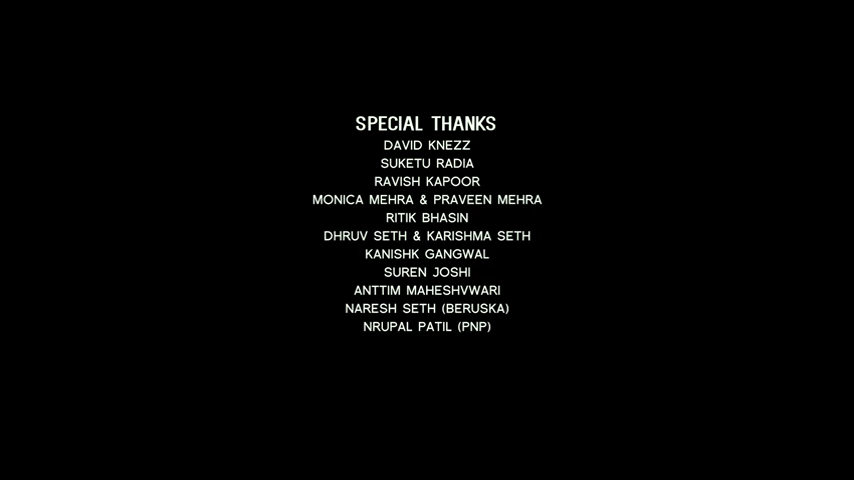 SPECIAL THANKS
DAVID KNEZZ
SUKETU RADIA
RAVISH KAPOOR
MONICA MEHRA & PRAVEEN MEHRA
RITIK BHASIN
DHRUV SETH & KARISHMA SETH
KANISHK GANGWAL
SUREN JOSHI
ANTTIM MAHESHVWARI
NARESH SETH (BERUSKA)
NRUPAL PATIL (PNP)